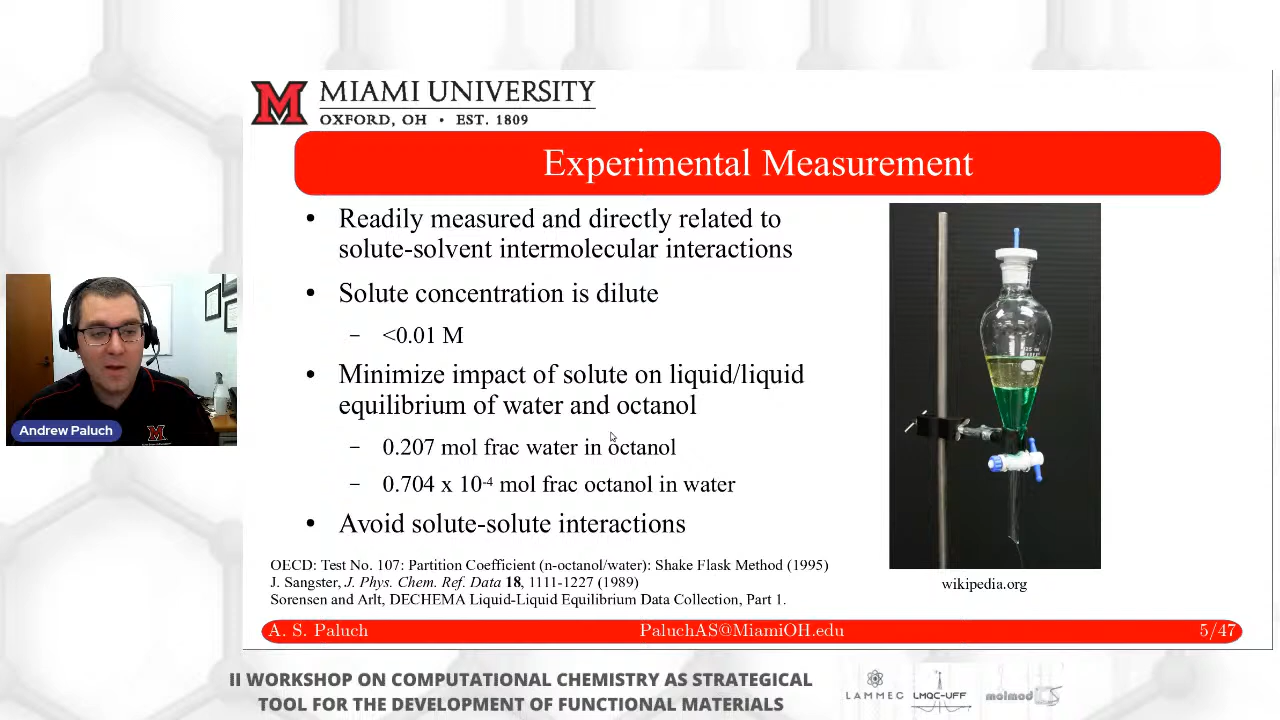 MIAMI UNIVERSITY
OXFORD, OH • EST. 1809
Experimental Measurement
• Readily measured and directly related to
solute-solvent intermolecular interactions
• Solute concentration is dilute
– <0.01 M
• Minimize impact of solute on liquid/liquid
equilibrium of water and octanol
– 0.207 mol frac water in octanol
– 0.704 x 10⁻⁴ mol frac octanol in water
• Avoid solute-solute interactions
OECD: Test No. 107: Partition Coefficient (n-octanol/water): Shake Flask Method (1995)
J. Sangster, J. Phys. Chem. Ref. Data 18, 1111-1227 (1989)
Sorensen and Arlt, DECHEMA Liquid-Liquid Equilibrium Data Collection, Part 1.
wikipedia.org
A. S. Paluch PaluchAS@MiamiOH.edu 5/47
Andrew Paluch
II WORKSHOP ON COMPUTATIONAL CHEMISTRY AS STRATEGICAL
TOOL FOR THE DEVELOPMENT OF FUNCTIONAL MATERIALS
LAMMEC LMQC-UFF molmod CS